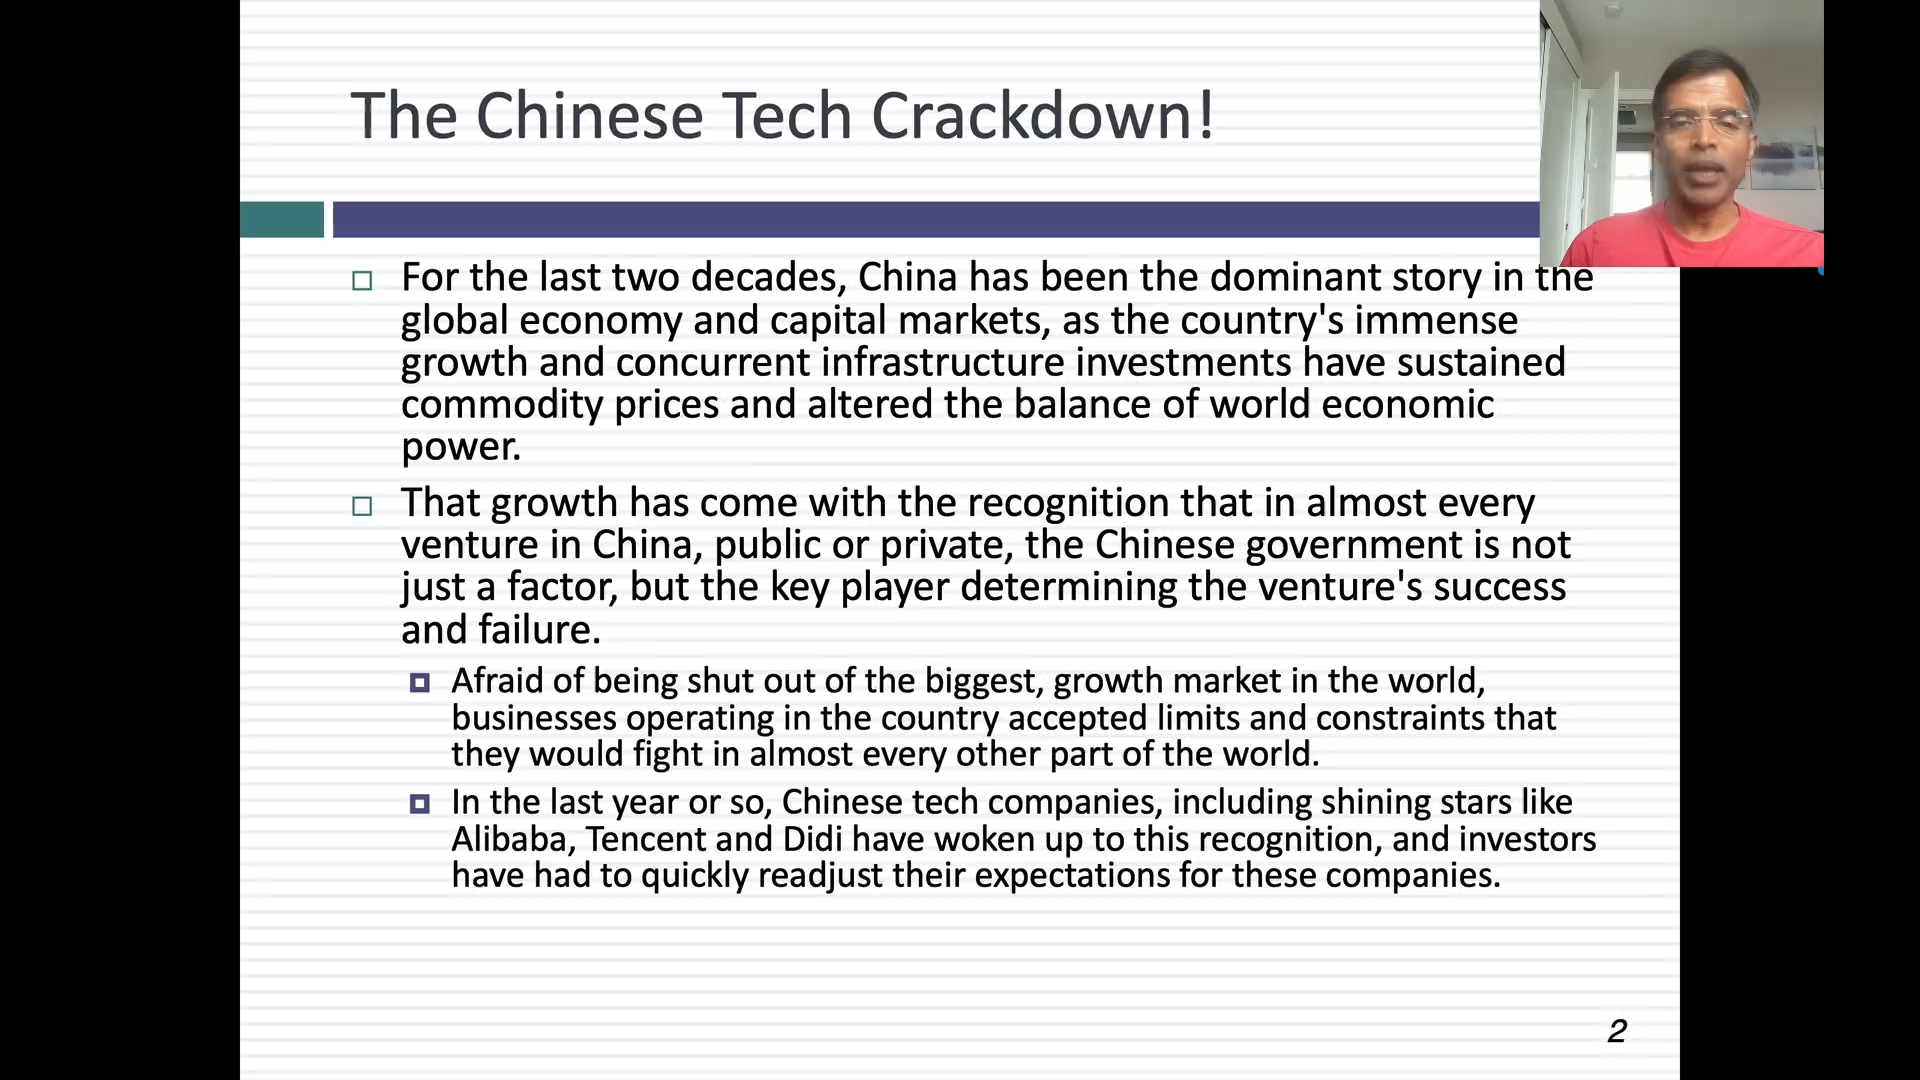 The Chinese Tech Crackdown!
For the last two decades, China has been the dominant story in the
global economy and capital markets, as the country's immense
growth and concurrent infrastructure investments have sustained
commodity prices and altered the balance of world economic
power.
That growth has come with the recognition that in almost every
venture in China, public or private, the Chinese government is not
just a factor, but the key player determining the venture's success
and failure.
Afraid of being shut out of the biggest, growth market in the world,
businesses operating in the country accepted limits and constraints that
they would fight in almost every other part of the world.
In the last year or so, Chinese tech companies, including shining stars like
Alibaba, Tencent and Didi have woken up to this recognition, and investors
have had to quickly readjust their expectations for these companies.
2